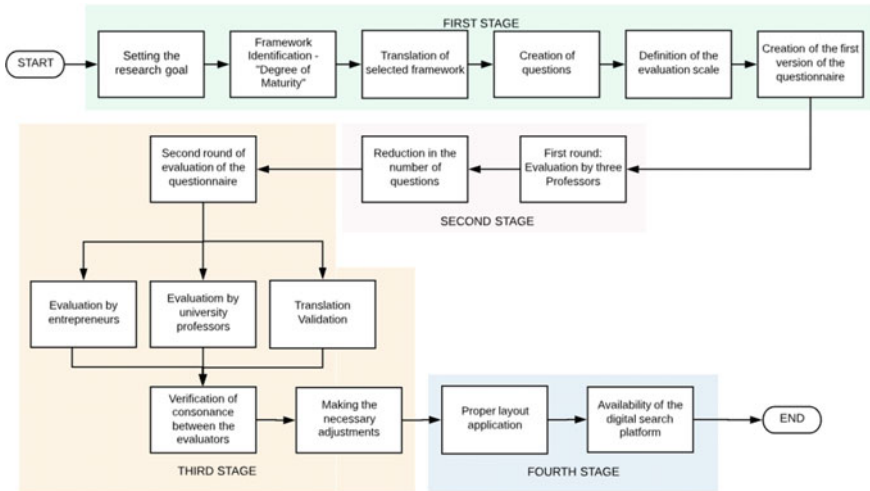 FIRST STAGE
START
Setting the
research goal
Framework
Identification -
"Degree of
Maturity"
Translation of
selected framework
Creation of
questions
Definition of the
evaluation scale
Creation of the first
version of the
questionnaire
Second round of
evaluation of the
questionnaire
Reduction in the
number of
questions
First round:
Evaluation by three
Professors
SECOND STAGE
Evaluation by
entrepreneurs
Evaluatiom by
university
professors
Translation
Validation
Verification of
consonance
between the
evaluators
Making the
necessary
adjustments
THIRD STAGE
Proper layout
application
Availability of the
digital search
platform
END
FOURTH STAGE